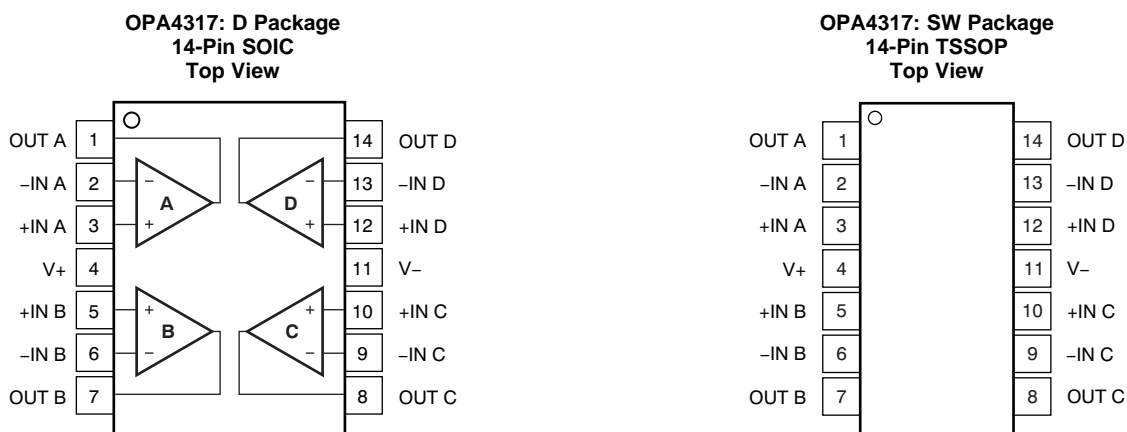 OPA4317: D Package
14-Pin SOIC
Top View
OUT A 1 14 OUT D
−IN A 2 − − 13 −IN D
A D
+IN A 3 + + 12 +IN D
V+ 4 11 V−
+IN B 5 + + 10 +IN C
B C
−IN B 6 − − 9 −IN C
OUT B 7 8 OUT C
OPA4317: SW Package
14-Pin TSSOP
Top View
OUT A 1 14 OUT D
−IN A 2 13 −IN D
+IN A 3 12 +IN D
V+ 4 11 V−
+IN B 5 10 +IN C
−IN B 6 9 −IN C
OUT B 7 8 OUT C